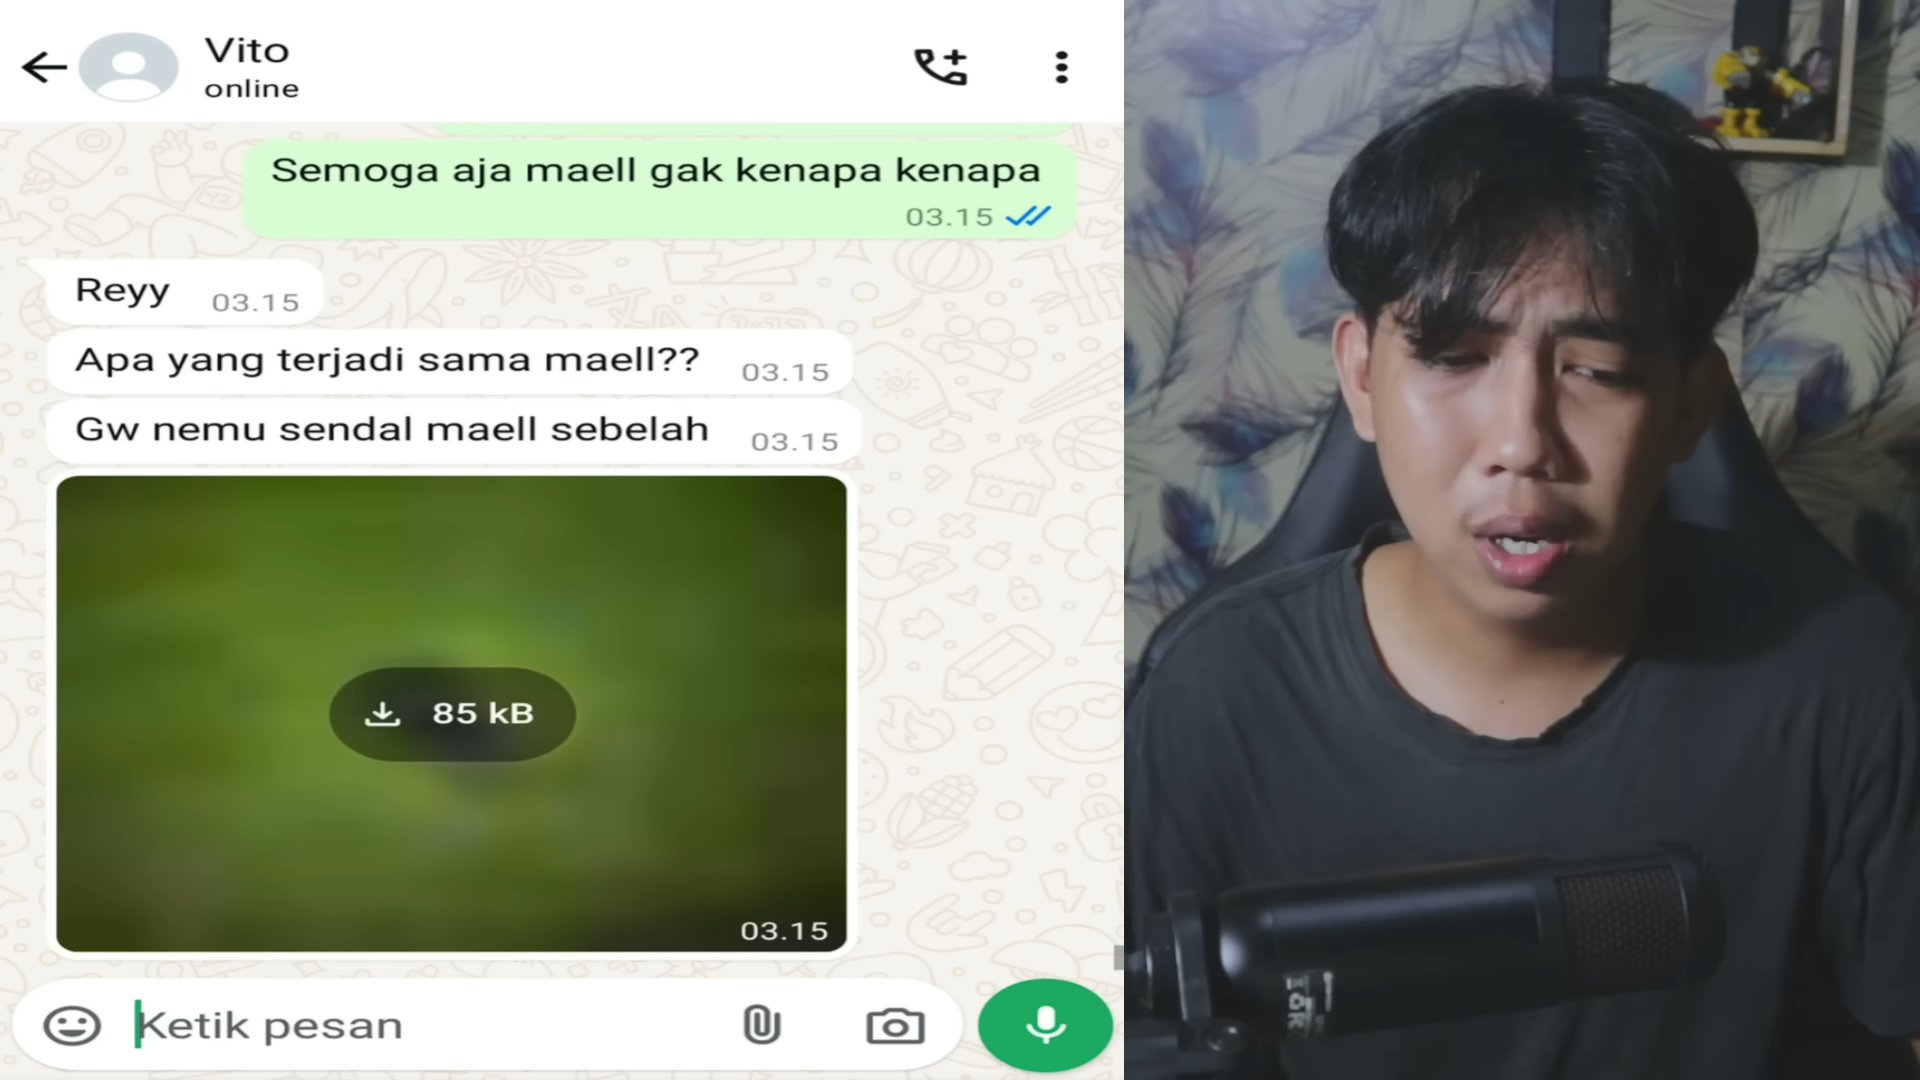 Vito
online
Semoga aja maell gak kenapa kenapa
03.15
Reyy 03.15
Apa yang terjadi sama maell?? 03.15
Gw nemu sendal maell sebelah 03.15
85 kB
03.15
Ketik pesan